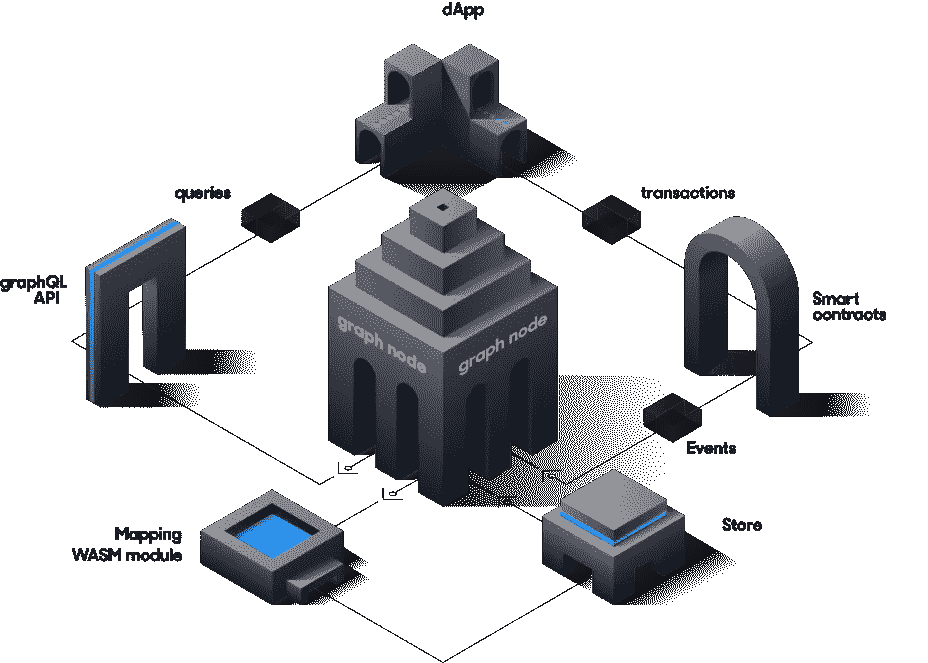 dApp
queries
transactions
graphQL
API
Smart
contracts
graph node
graph node
Events
Store
Mapping
WASM module